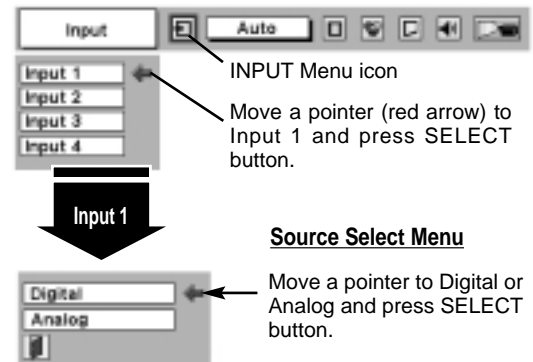 Input
Auto
INPUT Menu icon
Input 1
Input 2
Input 3
Input 4
Move a pointer (red arrow) to
Input 1 and press SELECT
button.
Input 1
Source Select Menu
Digital
Analog
Move a pointer to Digital or
Analog and press SELECT
button.